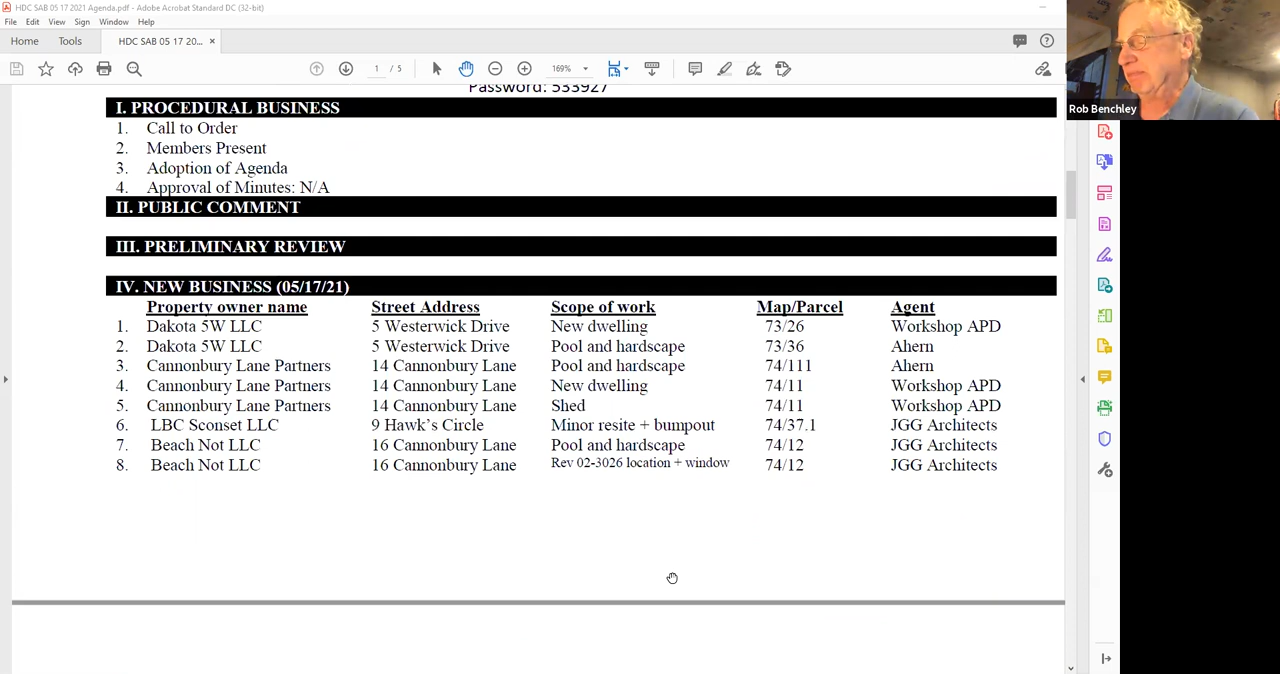 HDC SAB 05 17 2021 Agenda.pdf - Adobe Acrobat Standard DC (32-bit)
File Edit View Sign Window Help
Home Tools HDC SAB 05 17 20... ×
1 / 5 169%
Password: 533927
I. PROCEDURAL BUSINESS
1. Call to Order
2. Members Present
3. Adoption of Agenda
4. Approval of Minutes: N/A
II. PUBLIC COMMENT
III. PRELIMINARY REVIEW
IV. NEW BUSINESS (05/17/21)
Property owner name Street Address Scope of work Map/Parcel Agent
1. Dakota 5W LLC 5 Westerwick Drive New dwelling 73/26 Workshop APD
2. Dakota 5W LLC 5 Westerwick Drive Pool and hardscape 73/36 Ahern
3. Cannonbury Lane Partners 14 Cannonbury Lane Pool and hardscape 74/111 Ahern
4. Cannonbury Lane Partners 14 Cannonbury Lane New dwelling 74/11 Workshop APD
5. Cannonbury Lane Partners 14 Cannonbury Lane Shed 74/11 Workshop APD
6. LBC Sconset LLC 9 Hawk's Circle Minor resite + bumpout 74/37.1 JGG Architects
7. Beach Not LLC 16 Cannonbury Lane Pool and hardscape 74/12 JGG Architects
8. Beach Not LLC 16 Cannonbury Lane Rev 02-3026 location + window 74/12 JGG Architects
Rob Benchley